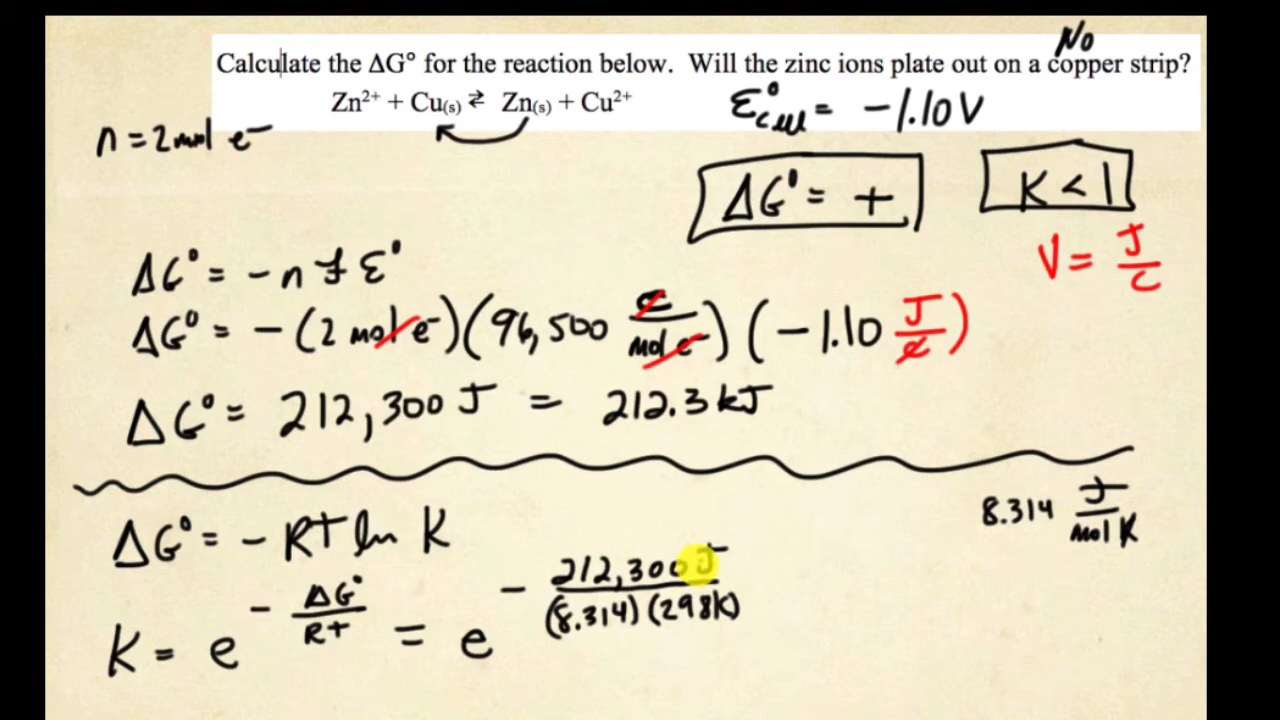 No
Calculate the ΔG° for the reaction below. Will the zinc ions plate out on a copper strip?
Zn²⁺ + Cu(s) ⇄ Zn(s) + Cu²⁺
ℰ°cell = -1.10V
n = 2 mol e⁻
ΔG° = +
K < 1
V = J/C
ΔG° = -nℱℰ°
ΔG° = -(2 mol e⁻)(96,500 C/mol e⁻)(-1.10 J/C)
ΔG° = 212,300 J = 212.3 kJ
8.314 J/mol K
ΔG° = -RT ln K
K = e^(-ΔG°/RT) = e^(-212,300 J/(8.314)(298K))